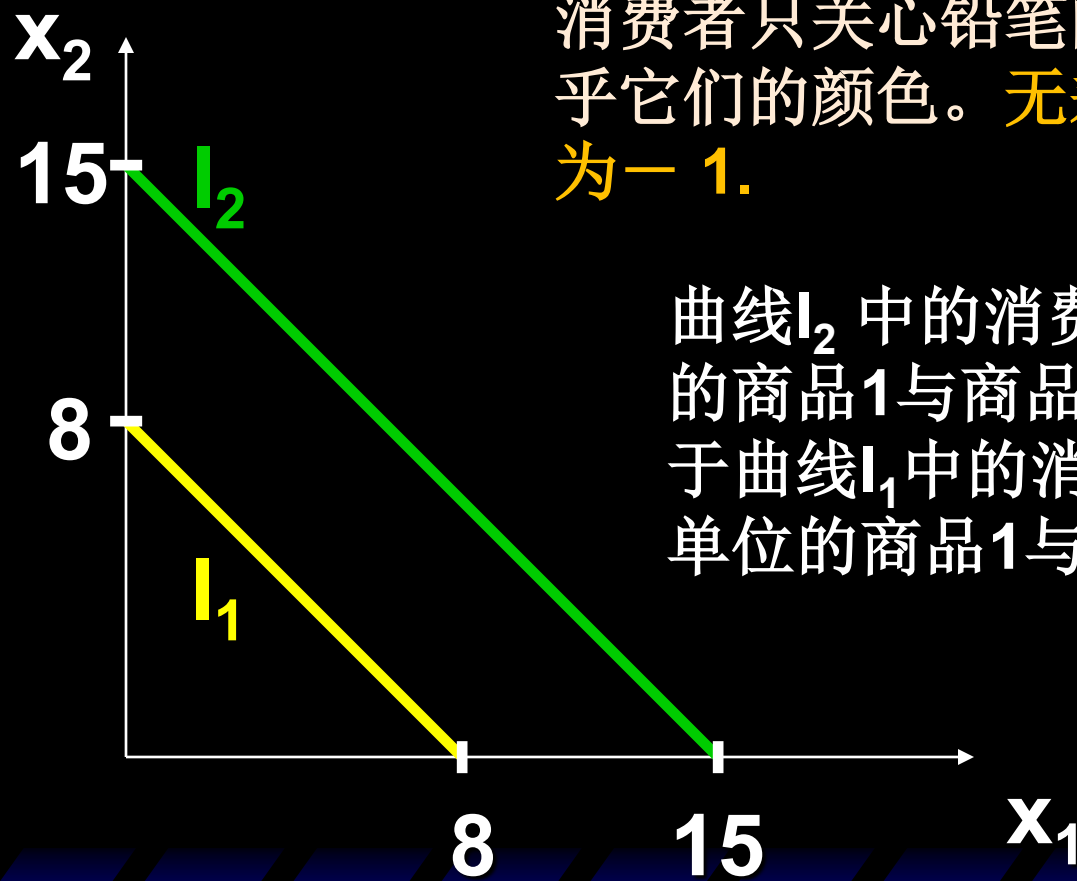 x2
消费者只关心铅笔
乎它们的颜色。无
为一 1.
15
I2
曲线I2 中的消费
的商品1与商品
8
于曲线I1中的消
单位的商品1与
I1
8 15
x1